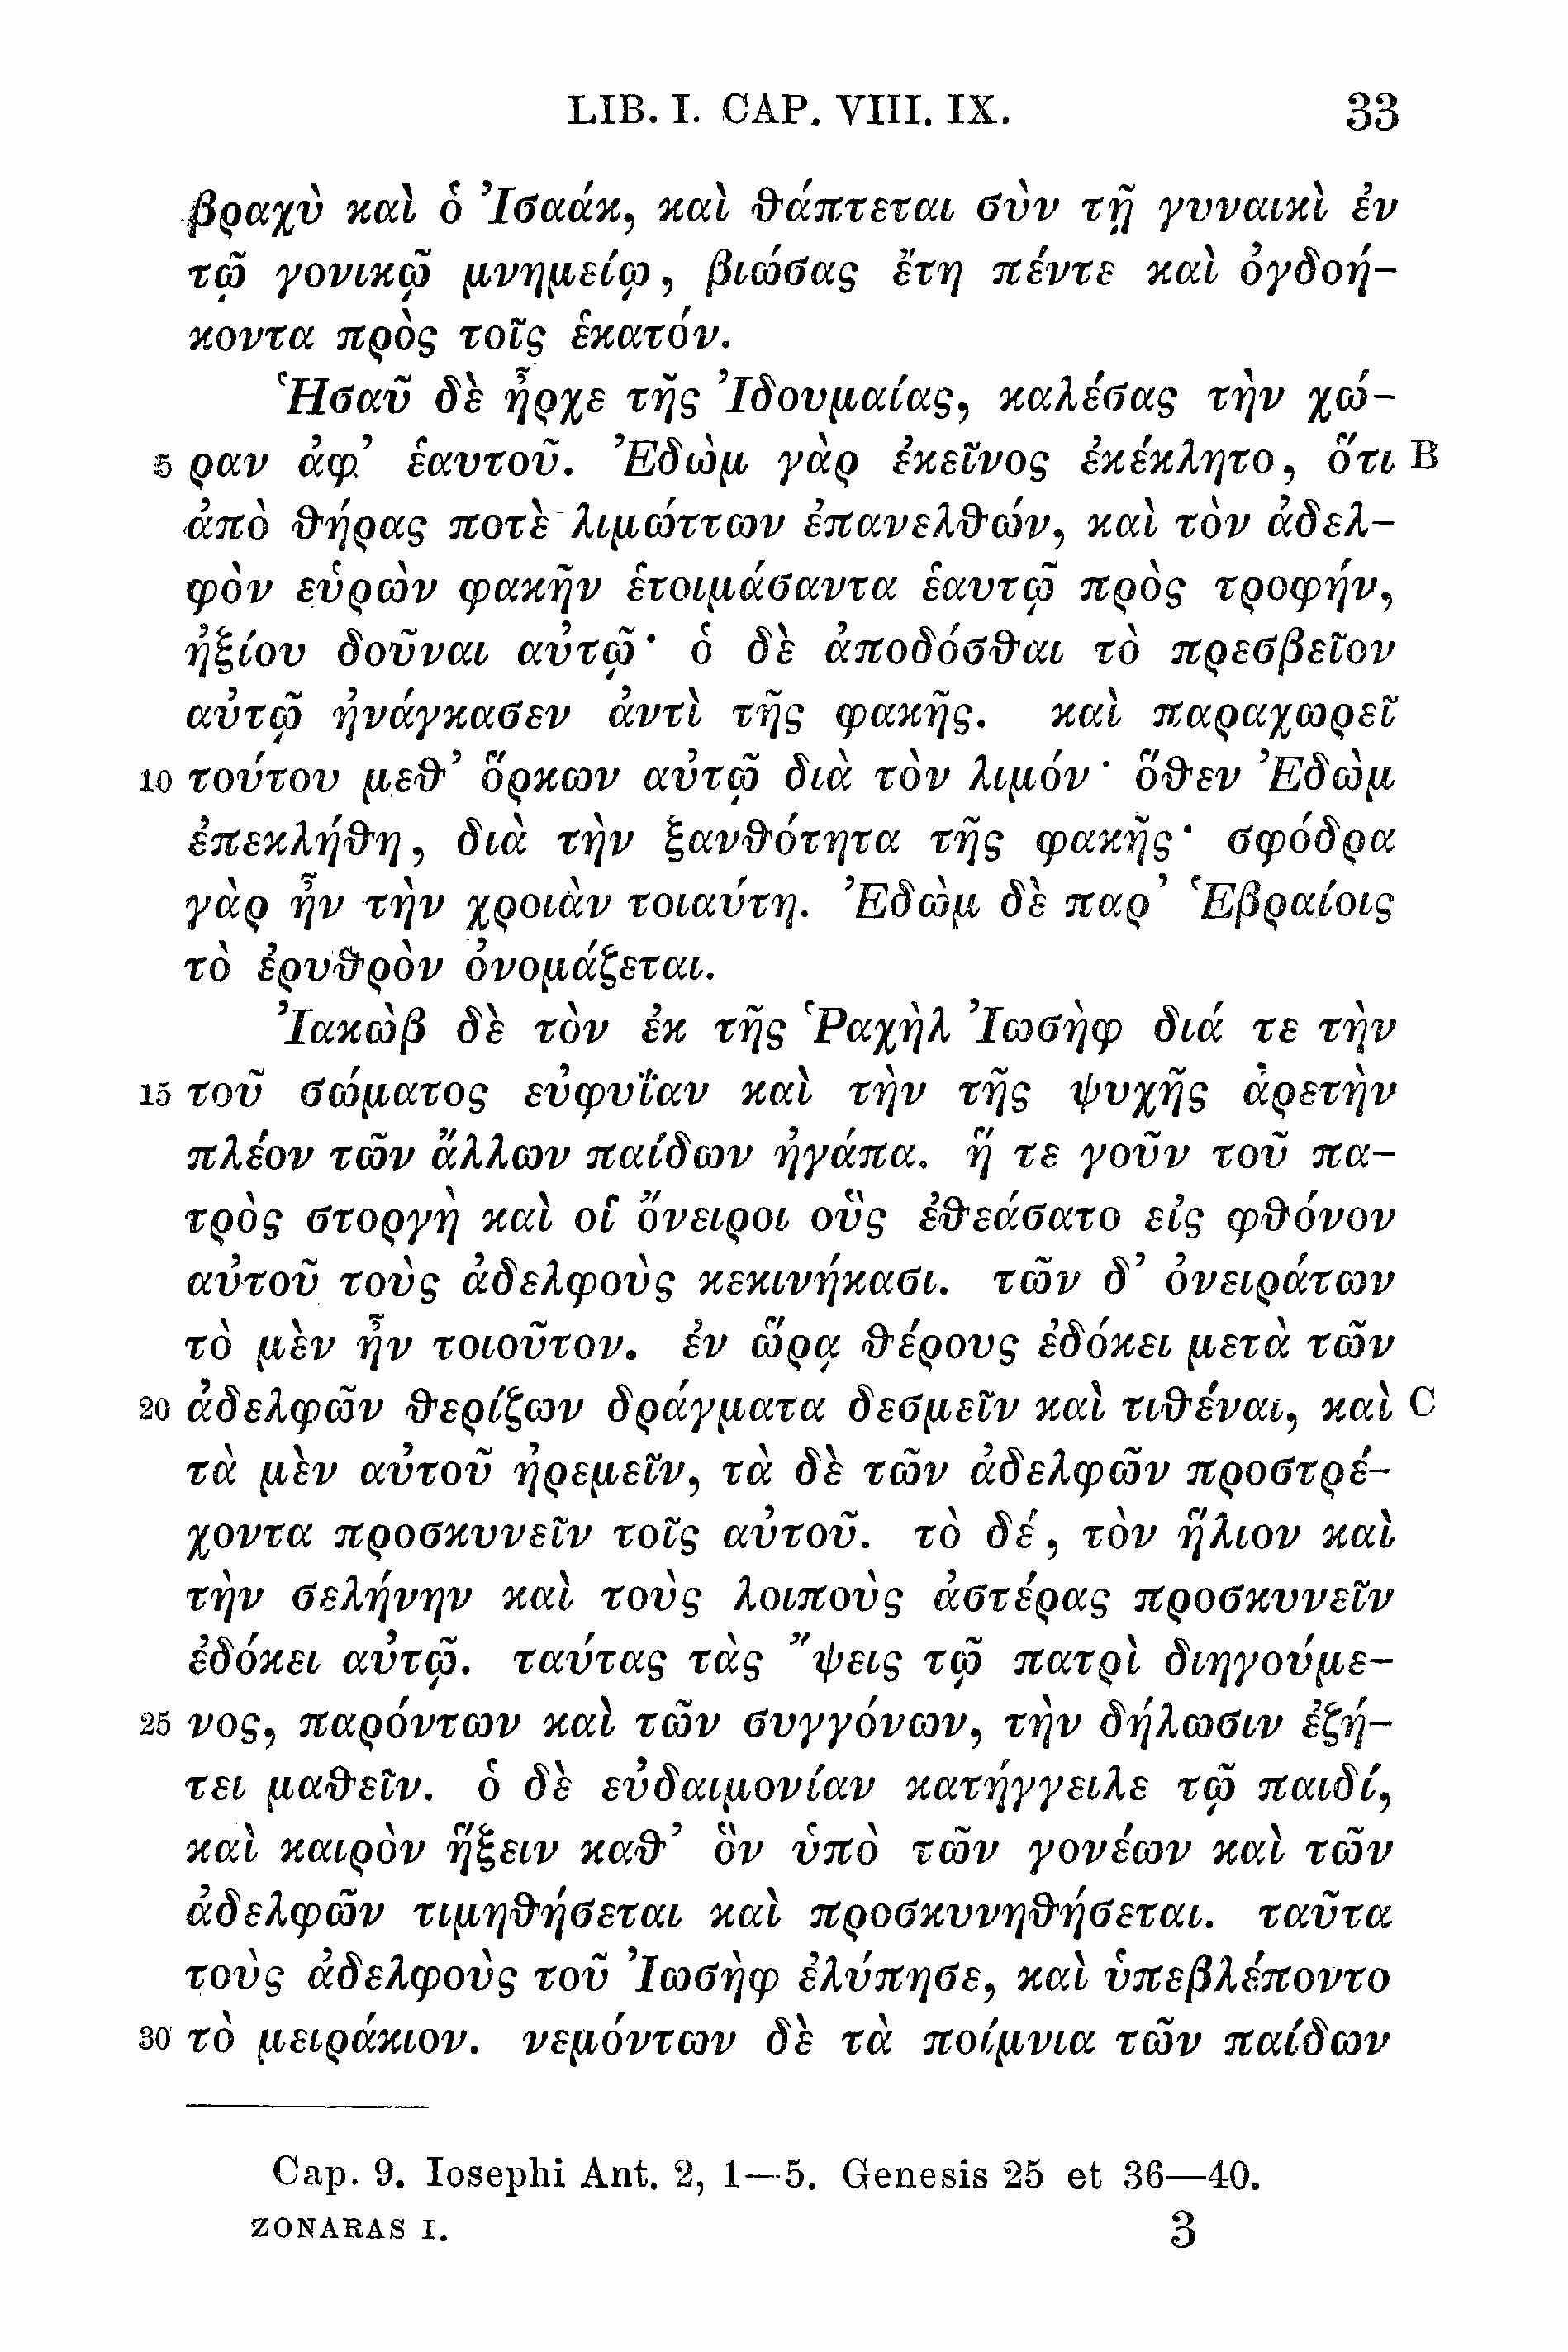 LIB. I. CAP. VIII. IX. 33
βραχὺ καὶ ὁ Ἰσαάκ, καὶ θάπτεται σὺν τῇ γυναικὶ ἐν
τῷ γονικῷ μνημείῳ, βιώσας ἔτη πέντε καὶ ὀγδοή-
κοντα πρὸς τοῖς ἑκατόν.
Ἡσαῦ δὲ ἦρχε τῆς Ἰδουμαίας, καλέσας τὴν χώ-
5 ραν ἀφ' ἑαυτοῦ. Ἐδὼμ γὰρ ἐκεῖνος ἐκέκλητο, ὅτι B
ἀπὸ θήρας ποτὲ λιμώττων ἐπανελθών, καὶ τὸν ἀδελ-
φὸν εὑρὼν φακῆν ἑτοιμάσαντα ἑαυτῷ πρὸς τροφήν,
ἠξίου δοῦναι αὐτῷ· ὁ δὲ ἀποδόσθαι τὸ πρεσβεῖον
αὐτῷ ἠνάγκασεν ἀντὶ τῆς φακῆς. καὶ παραχωρεῖ
10 τούτου μεθ' ὅρκων αὐτῷ διὰ τὸν λιμόν· ὅθεν Ἐδὼμ
ἐπεκλήθη, διὰ τὴν ξανθότητα τῆς φακῆς· σφόδρα
γὰρ ἦν τὴν χροιὰν τοιαύτη. Ἐδὼμ δὲ παρ' Ἑβραίοις
τὸ ἐρυθρὸν ὀνομάζεται.
Ἰακὼβ δὲ τὸν ἐκ τῆς Ῥαχὴλ Ἰωσὴφ διά τε τὴν
15 τοῦ σώματος εὐφυΐαν καὶ τὴν τῆς ψυχῆς ἀρετὴν
πλέον τῶν ἄλλων παίδων ἠγάπα. ἥ τε γοῦν τοῦ πα-
τρὸς στοργὴ καὶ οἱ ὄνειροι οὓς ἐθεάσατο εἰς φθόνον
αὐτοῦ τοὺς ἀδελφοὺς κεκινήκασι. τῶν δ' ὀνειράτων
τὸ μὲν ἦν τοιοῦτον. ἐν ὥρᾳ θέρους ἐδόκει μετὰ τῶν
20 ἀδελφῶν θερίζων δράγματα δεσμεῖν καὶ τιθέναι, καὶ C
τὰ μὲν αὐτοῦ ἠρεμεῖν, τὰ δὲ τῶν ἀδελφῶν προστρέ-
χοντα προσκυνεῖν τοῖς αὐτοῦ. τὸ δέ, τὸν ἥλιον καὶ
τὴν σελήνην καὶ τοὺς λοιποὺς ἀστέρας προσκυνεῖν
ἐδόκει αὐτῷ. ταύτας τὰς ῎ψεις τῷ πατρὶ διηγούμε-
25 νος, παρόντων καὶ τῶν συγγόνων, τὴν δήλωσιν ἐζή-
τει μαθεῖν. ὁ δὲ εὐδαιμονίαν κατήγγειλε τῷ παιδί,
καὶ καιρὸν ἥξειν καθ' ὃν ὑπὸ τῶν γονέων καὶ τῶν
ἀδελφῶν τιμηθήσεται καὶ προσκυνηθήσεται. ταῦτα
τοὺς ἀδελφοὺς τοῦ Ἰωσὴφ ἐλύπησε, καὶ ὑπεβλέποντο
30 τὸ μειράκιον. νεμόντων δὲ τὰ ποίμνια τῶν παίδων
Cap. 9. Iosephi Ant. 2, 1—5. Genesis 25 et 36—40.
ZONARAS I. 3